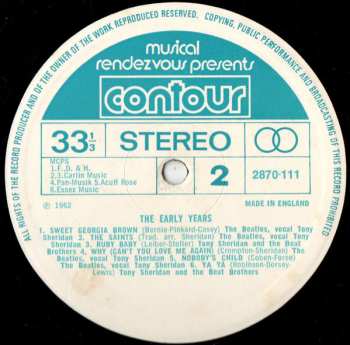 ALL RIGHTS OF THE RECORD PRODUCER AND OF THE OWNER OF THE WORK REPRODUCED RESERVED. COPYING, PUBLIC PERFORMANCE AND BROADCASTING OF THIS RECORD PROHIBITED
musical
rendezvous presents
contour
33 1/3 STEREO
MCPS
1.F., D. & H.
2.3.Carlin Music
4.Pan-Musik 5.Acuff Rose
6.Essex Music
2
2870·111
℗ 1962
MADE IN ENGLAND
THE EARLY YEARS
1. SWEET GEORGIA BROWN (Bernie-Pinkard-Casey) The Beatles, vocal Tony
Sheridan 2. THE SAINTS (Trad. arr. Sheridan) The Beatles, vocal Tony
Sheridan 3. RUBY BABY (Leiber-Stoller) Tony Sheridan and the Beat
Brothers 4. WHY (CAN'T YOU LOVE ME AGAIN) (Crompton-Sheridan) The
Beatles, vocal Tony Sheridan 5. NOBODY'S CHILD (Coben-Forse)
The Beatles, vocal Tony Sheridan 6. YA YA (Robinson-Dorsey-
Lewis) Tony Sheridan and the Beat Brothers